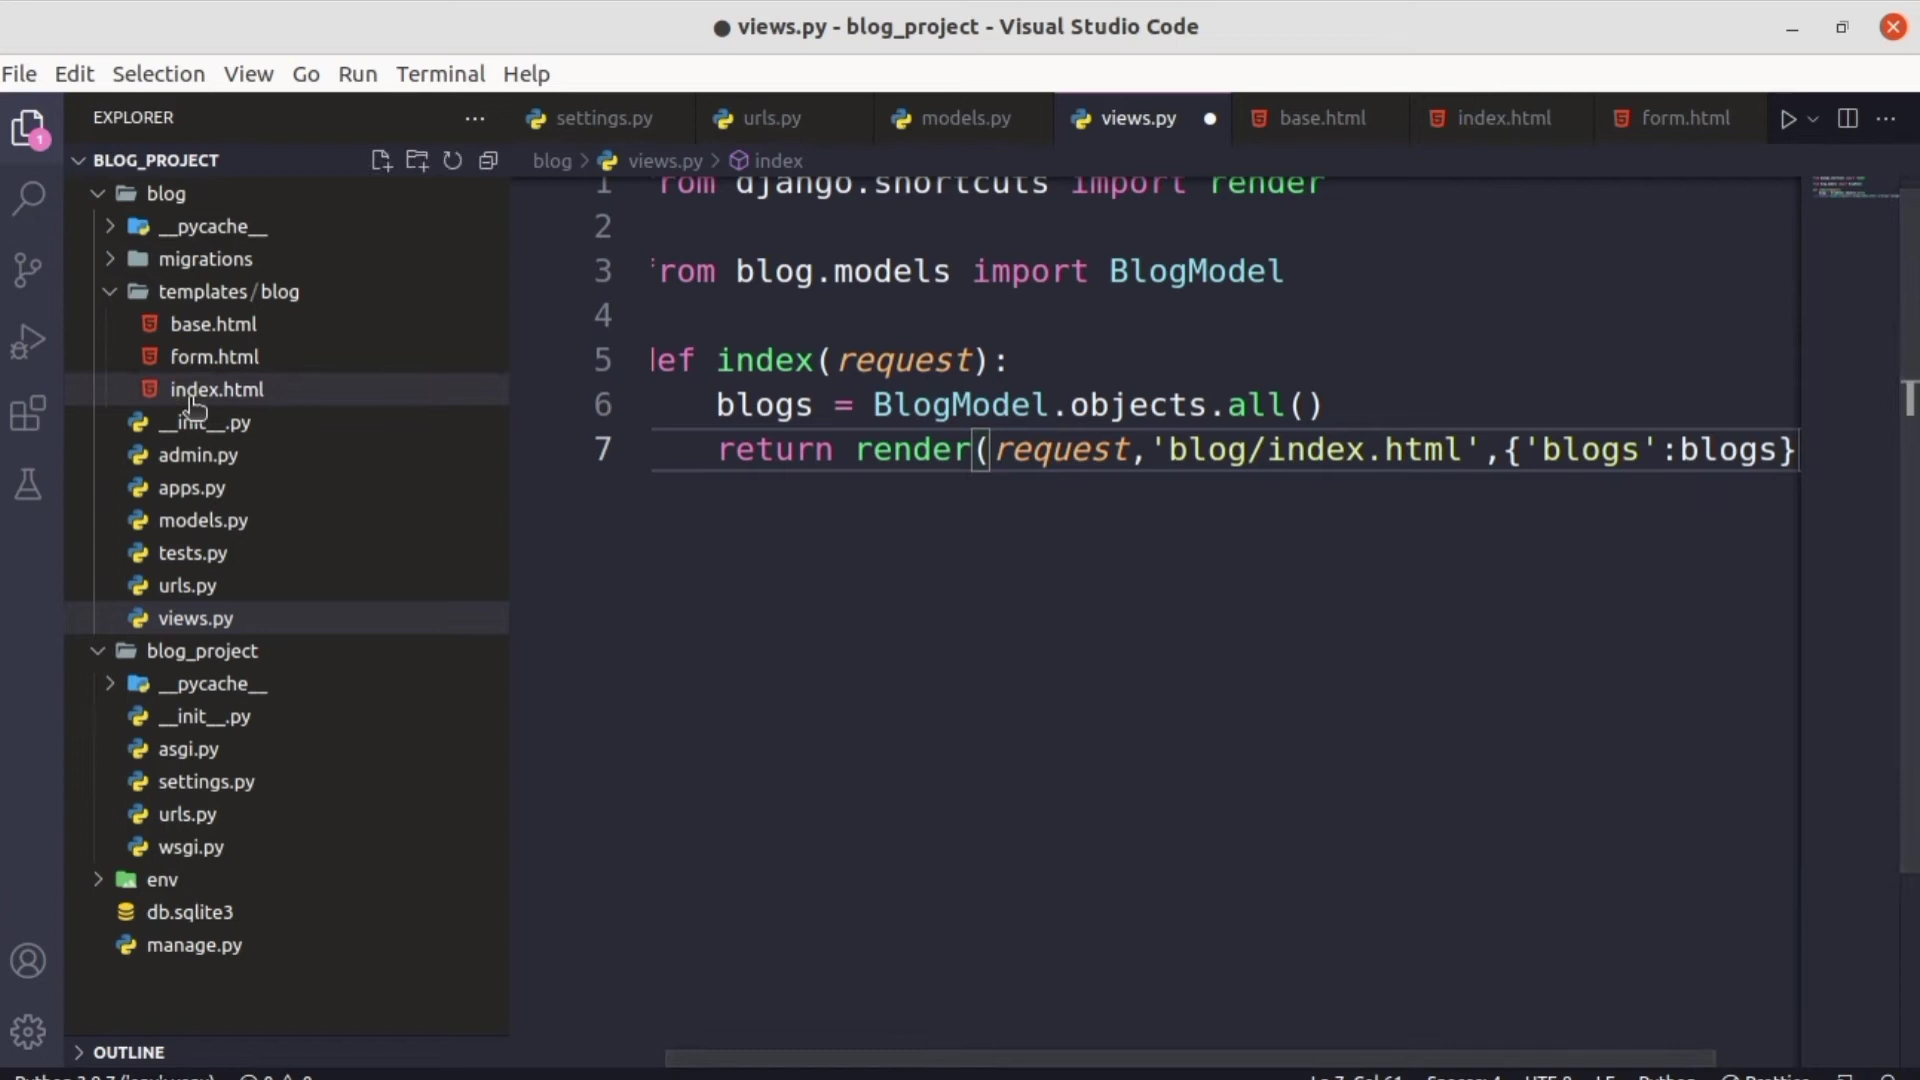 ● views.py - blog_project - Visual Studio Code
File Edit Selection View Go Run Terminal Help
EXPLORER ···
settings.py urls.py models.py views.py ● base.html index.html form.html ···
1
BLOG_PROJECT
blog > views.py > index
blog
__pycache__
migrations
templates/blog
base.html
form.html
index.html
__init__.py
admin.py
apps.py
models.py
tests.py
urls.py
views.py
blog_project
__pycache__
__init__.py
asgi.py
settings.py
urls.py
wsgi.py
env
db.sqlite3
manage.py
OUTLINE
1 rom django.shortcuts import render
2
3 rom blog.models import BlogModel
4
5 def index(request):
6 blogs = BlogModel.objects.all()
7 return render(request,'blog/index.html',{'blogs':blogs}